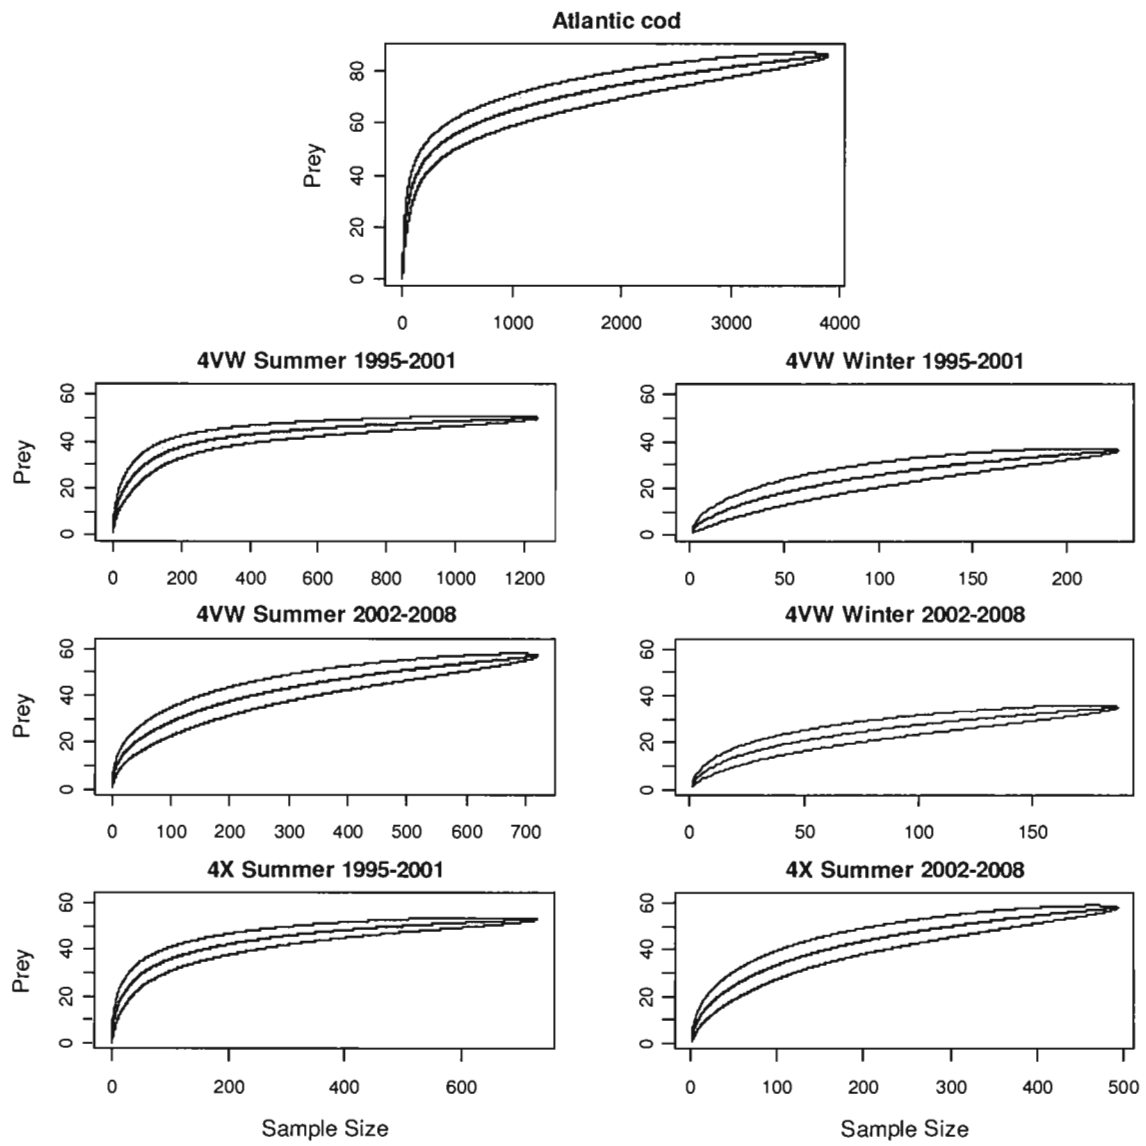 Atlantic cod
80
60
40
20
0
Prey
0 1000 2000 3000 4000
4VW Summer 1995-2001
60
40
20
0
Prey
0 200 400 600 800 1000 1200
4VW Winter 1995-2001
60
40
20
0
0 50 100 150 200
4VW Summer 2002-2008
60
40
20
0
Prey
0 100 200 300 400 500 600 700
4VW Winter 2002-2008
60
40
20
0
0 50 100 150
4X Summer 1995-2001
60
40
20
0
Prey
0 200 400 600
Sample Size
4X Summer 2002-2008
60
40
20
0
0 100 200 300 400 500
Sample Size